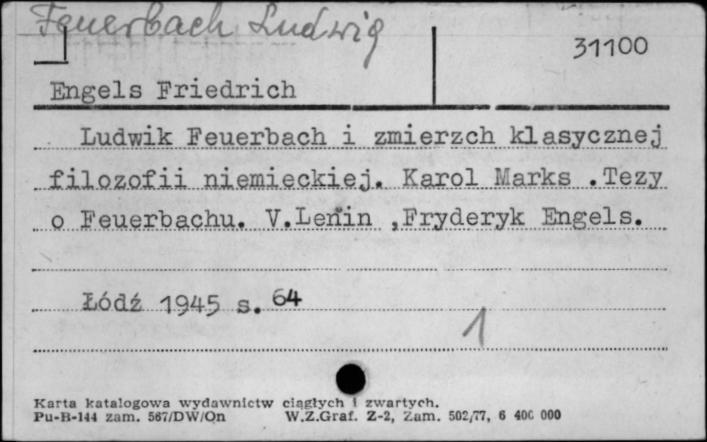 Feuerbach Ludwig
31100
Engels Friedrich
Ludwik Feuerbach i zmierzch klasycznej
filozofii niemieckiej. Karol Marks .Tezy
o Feuerbachu. V.Lenin ,Fryderyk Engels.
Łódź 1945 s. 64
1
Karta katalogowa wydawnictw ciągłych i zwartych.
Pu-B-144 zam. 567/DW/Qn W.Z.Graf. Z-2, Zam. 502/77, 6 400 000